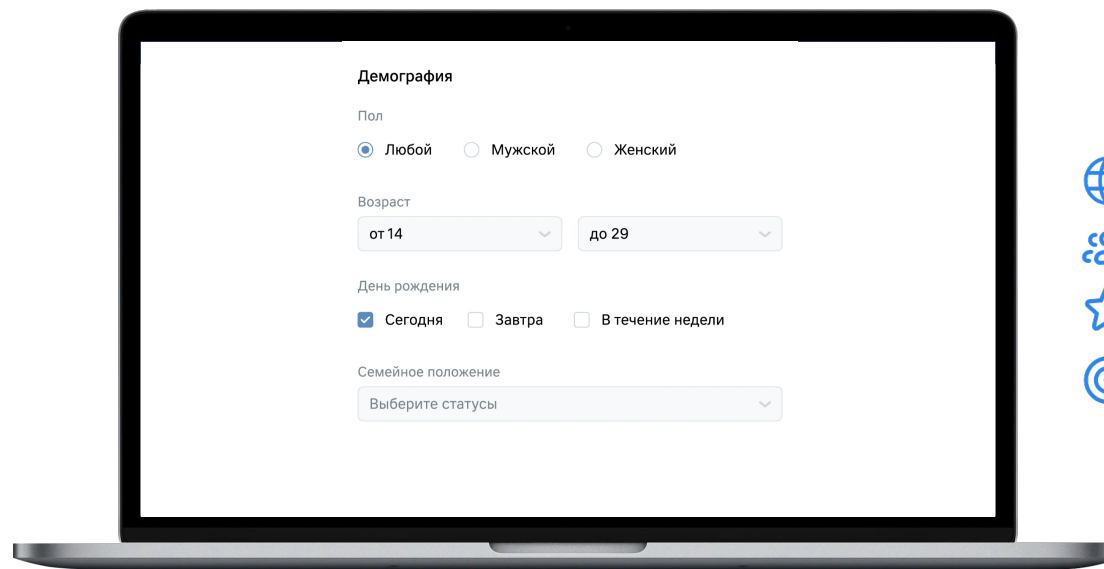 Демография
Пол
Любой Мужской Женский
Возраст
от 14 до 29
День рождения
Сегодня Завтра В течение недели
Семейное положение
Выберите статусы